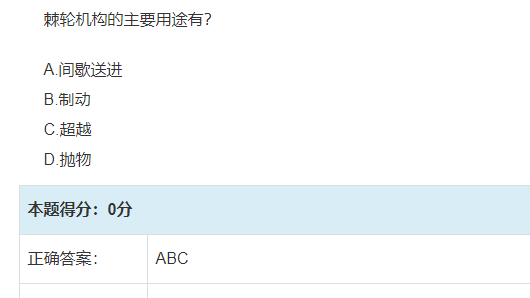 棘轮机构的主要用途有?
A.间歇送进
B.制动
C.超越
D.抛物
本题得分：0分
正确答案： ABC